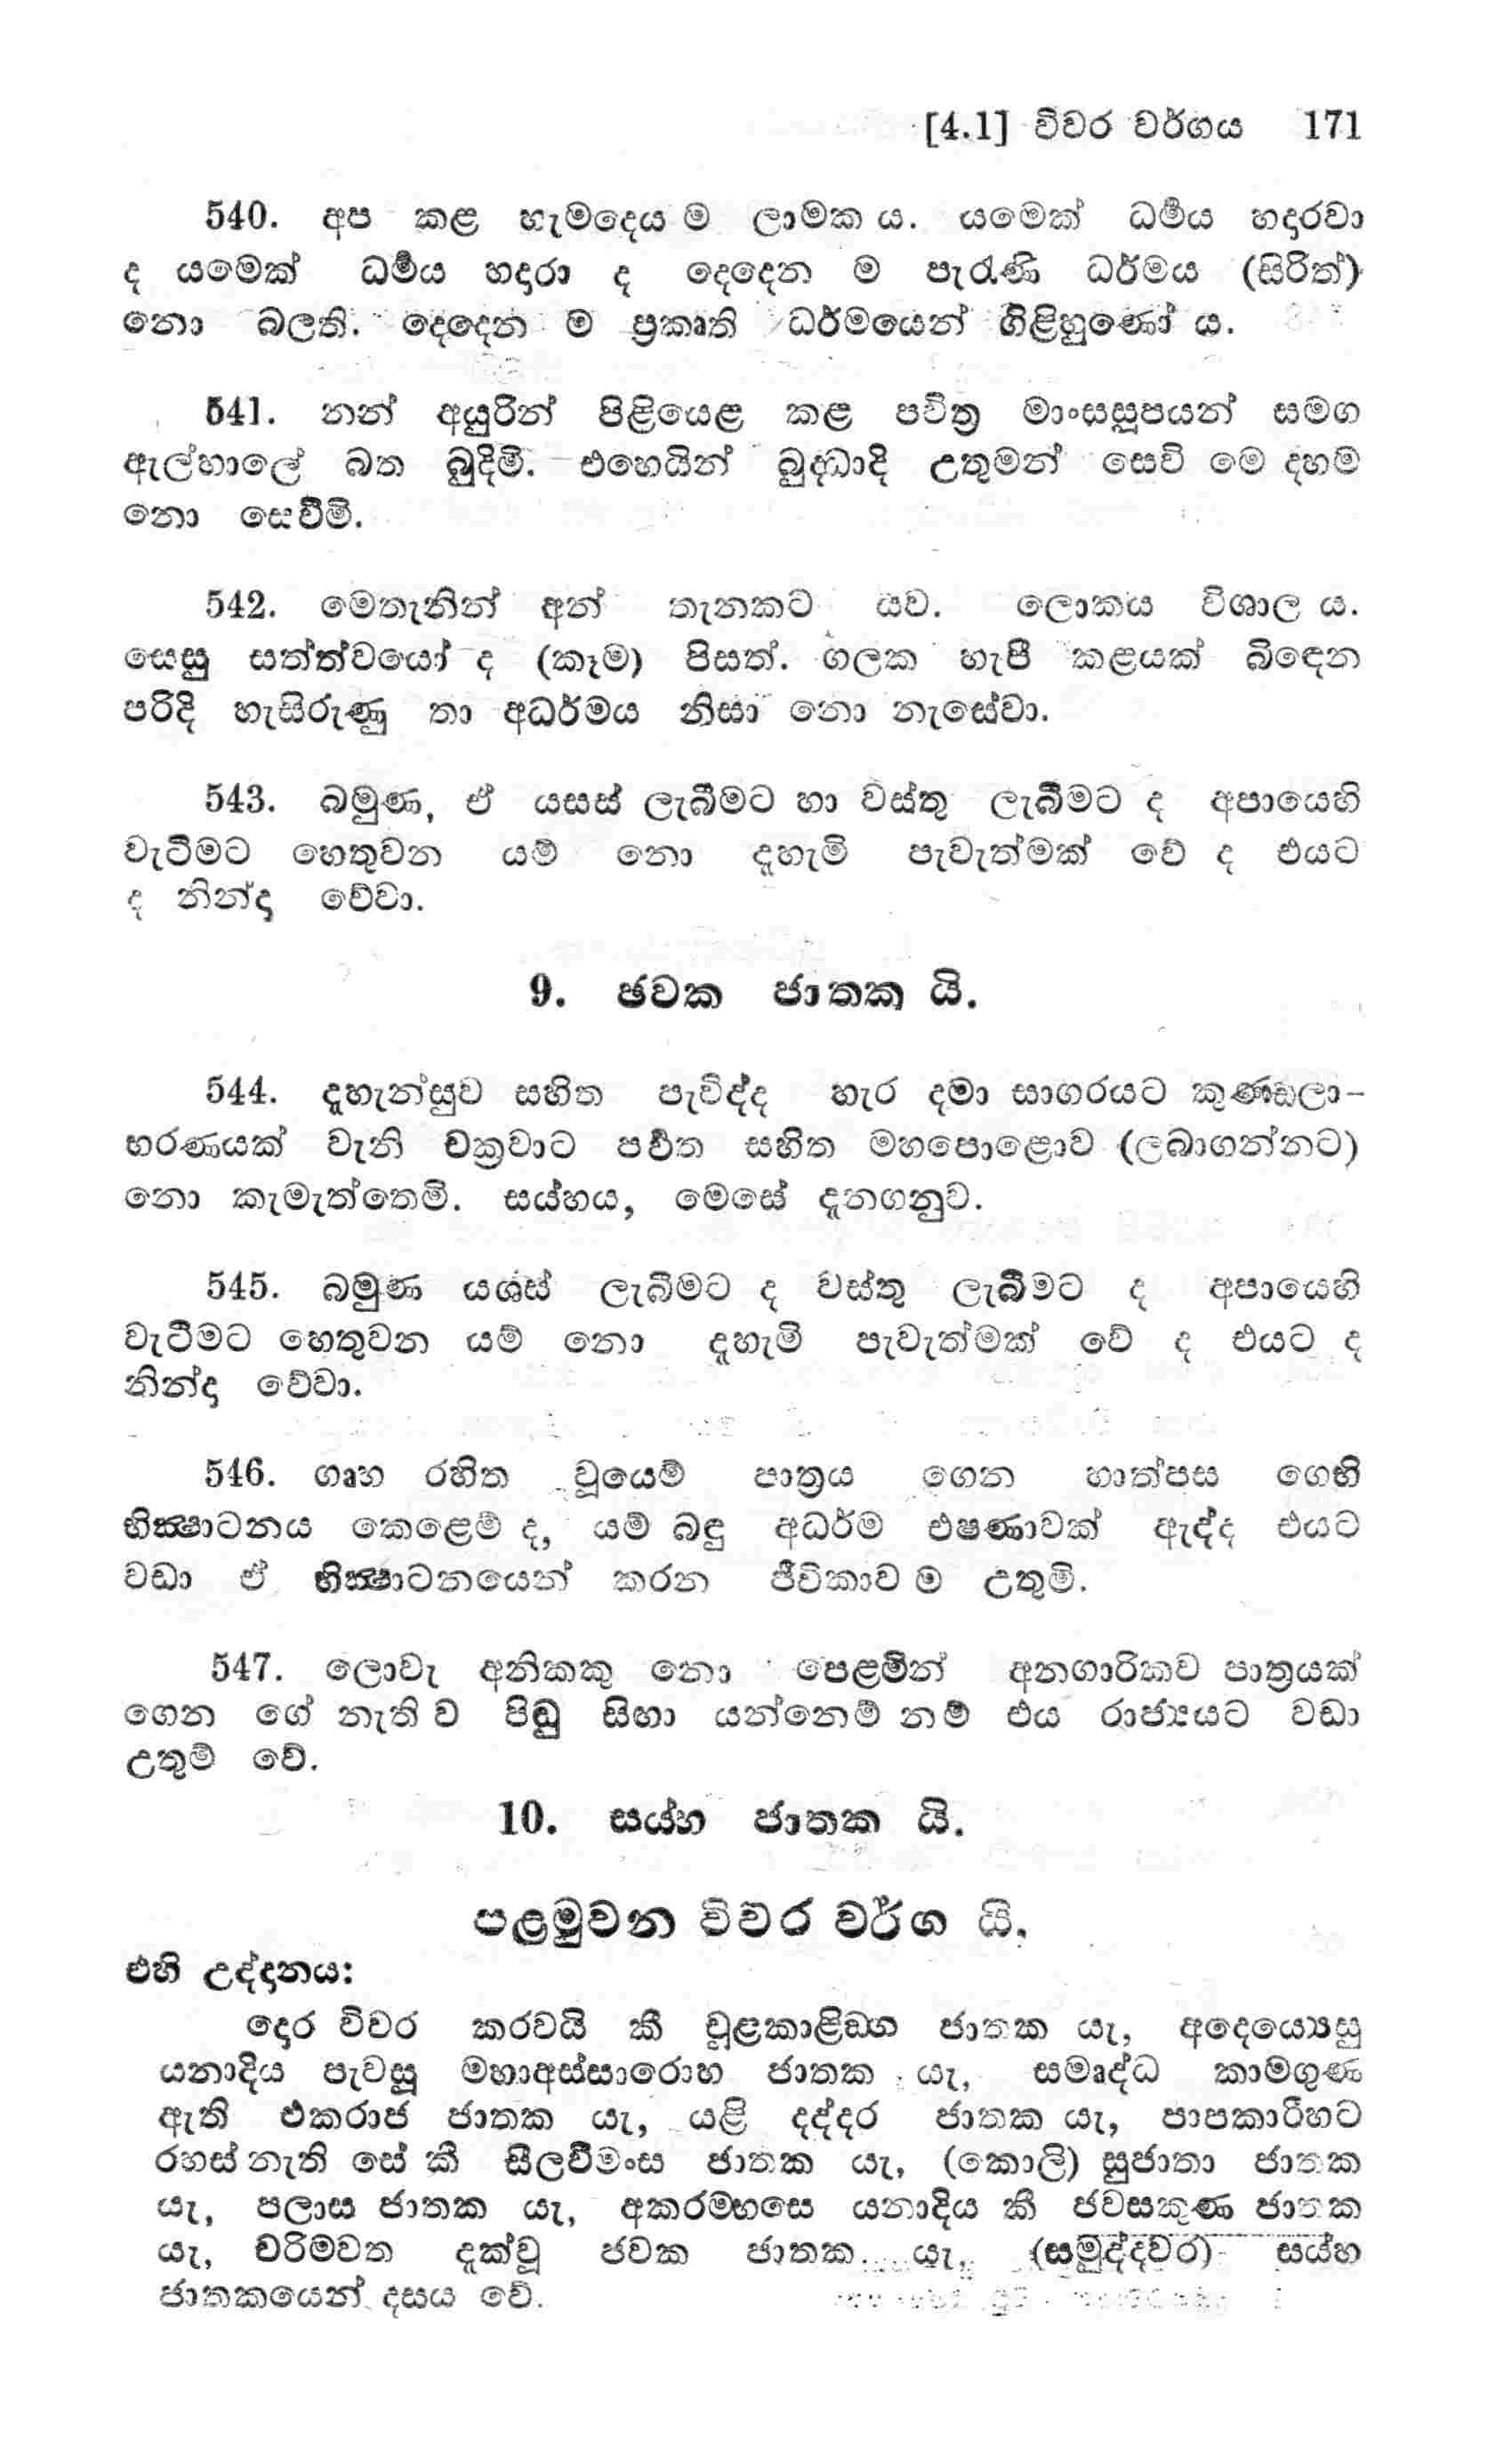 [4.1] විවර වර්ගය 171
540. අප කළ හැමදෙය ම ලාමක ය. යමෙක් ධර්‍මය හදුරවා
ද යමෙක් ධර්‍මය හදුරා ද දෙදෙන ම පැරණි ධර්මය (සිරිත්)
නො බලති. දෙදෙන ම ප්‍රකෘති ධර්මයෙන් ගිළිහුණෝ ය.
541. නන් අයුරින් පිළියෙළ කළ පවිත්‍ර මාංසසූපයන් සමග
ඇල්හාලේ බත බුදිමි. එහෙයින් බුද්‍ධාදි උතුමන් සෙවි මෙ දහම
නො සෙවීමි.
542. මෙතැනින් අන් තැනකට යව. ලොකය විශාල ය.
සෙසු සත්ත්වයෝ ද (කෑම) පිසත්. ගලක හැපී කළයක් බිඳෙන
පරිදි හැසිරුණු තා අධර්මය නිසා නො නැසේවා.
543. බමුණ, ඒ යසස් ලැබීමට හා වස්තු ලැබීමට ද අපායෙහි
වැටීමට හෙතුවන යම් නො දැහැමි පැවැත්මක් වේ ද එයට
ද නින්දා වේවා.
9. ඡවක ජාතක යි.
544. දැහැන්සුව සහිත පැවිද්ද හැර දමා සාගරයට කුණ්‍ඩලා-
භරණයක් වැනි චක්‍රවාට පර්‍වත සහිත මහපොළොව (ලබාගන්නට)
නො කැමැත්තෙමි. සය්හය, මෙසේ දැනගනුව.
545. බමුණ යශස් ලැබීමට ද වස්තු ලැබීමට ද අපායෙහි
වැටීමට හෙතුවන යම් නො දැහැමි පැවැත්මක් වේ ද එයට ද
නින්දා වේවා.
546. ගෘහ රහිත වූයෙම් පාත්‍රය ගෙන හාත්පස ගෙහි
භික්‍ෂාටනය කෙළෙම් ද, යම් බඳු අධර්ම එෂණාවක් ඇද්ද එයට
වඩා ඒ භික්‍ෂාටනයෙන් කරන ජීවිකාව ම උතුමි.
547. ලොවැ අනිකකු නො පෙළමින් අනගාරිකව පාත්‍රයක්
ගෙන ගේ නැති ව පිඬු සිඟා යන්නෙම් නම් එය රාජ්‍යයට වඩා
උතුම් වේ.
10. සය්හ ජාතක යි.
පළමුවන විවර වර්ග යි.
එහි උද්දානය:
දොර විවර කරවයි කී චූළකාළිඞ්ග ජාතක යැ, අදෙය්‍යෙසු
යනාදිය පැවසූ මහාඅස්සාරොහ ජාතක යැ, සමෘද්ධ කාමගුණ
ඇති එකරාජ ජාතක යැ, යළි දද්දර ජාතක යැ, පාපකාරීහට
රහස් නැති සේ කී සීලවීමංස ජාතක යැ, (කොලි) සුජාතා ජාතක
යැ, පලාස ජාතක යැ, අකරම්හසෙ යනාදිය කී ජවසකුණ ජාතක
යැ, චරිමවත දැක්වූ ඡවක ජාතක යැ, (සමුද්දවර) සය්හ
ජාතකයෙන් දසය වේ.